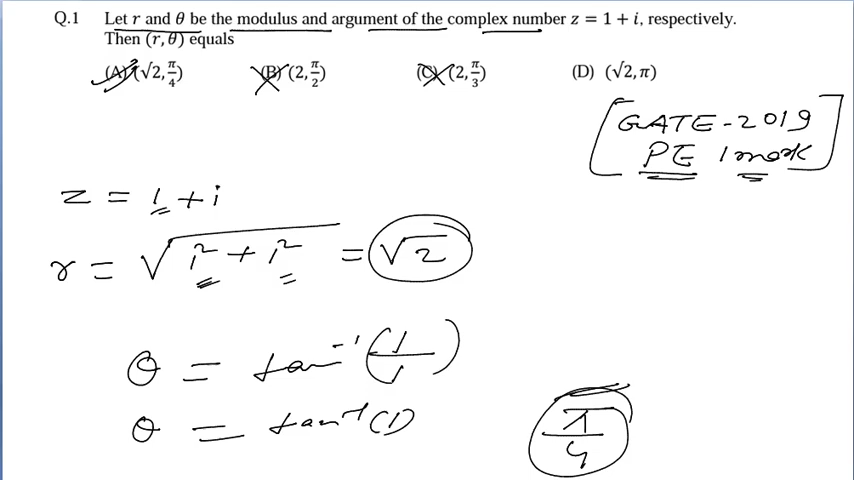 Q.1 Let r and θ be the modulus and argument of the complex number z = 1 + i, respectively.
Then (r, θ) equals
(A) (√2, π/4) (B) (2, π/2) (C) (2, π/3) (D) (√2, π)
GATE-2019
PE 1 mark
z = 1 + i
r = √(1² + 1²) = √2
θ = tan⁻¹(1/1)
θ = tan⁻¹(1) π/4